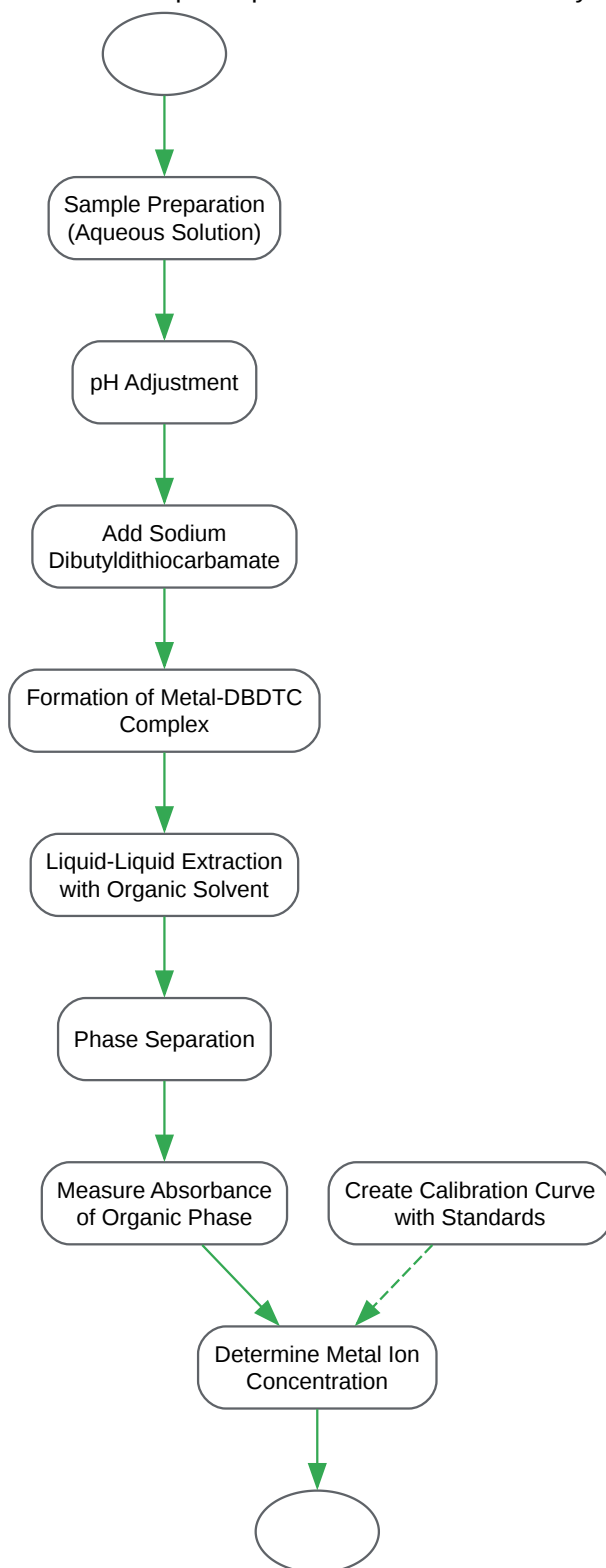 Sample Preparation
(Aqueous Solution)
pH Adjustment
Add Sodium
Dibutyldithiocarbamate
Formation of Metal-DBDTC
Complex
Liquid-Liquid Extraction
with Organic Solvent
Phase Separation
Measure Absorbance
of Organic Phase
Create Calibration Curve
with Standards
Determine Metal Ion
Concentration